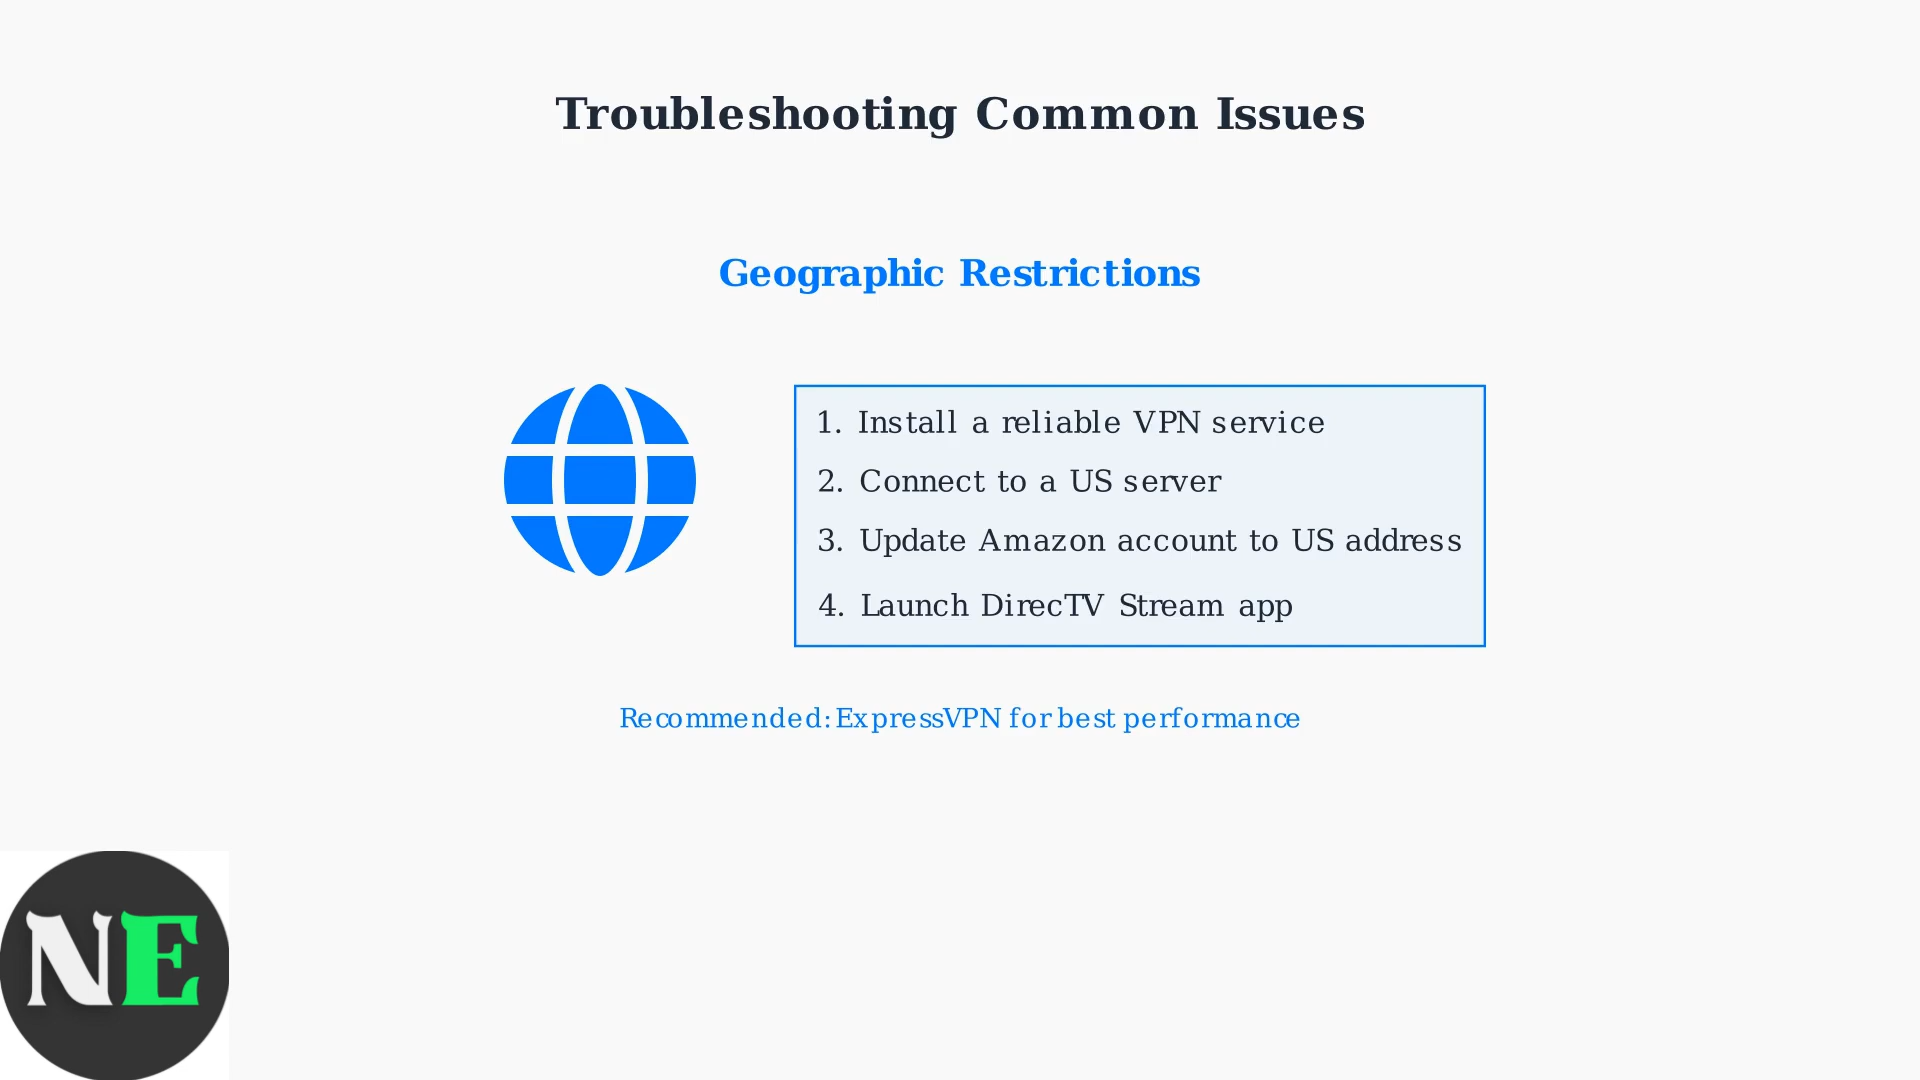 Troubleshooting Common Issues
Geographic Restrictions
1. Install a reliable VPN service
2. Connect to a US server
3. Update Amazon account to US address
4. Launch DirecTV Stream app
Recommended: ExpressVPN for best performance
NE